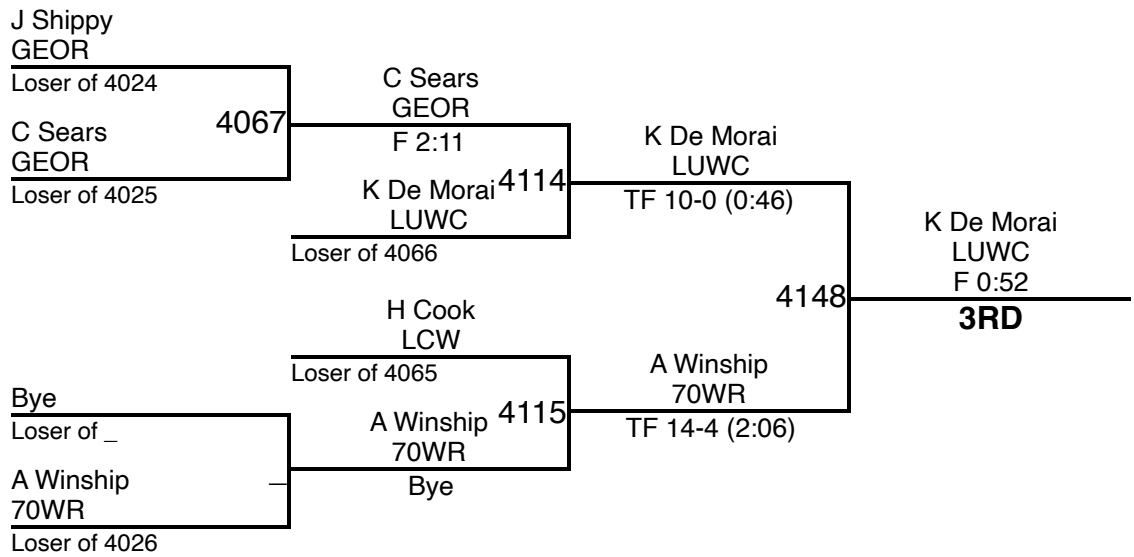 J Shippy
GEOR
Loser of 4024
C Sears
GEOR
Loser of 4025
4067
C Sears
GEOR
F 2:11
K De Morai
LUWC
Loser of 4066
4114
K De Morai
LUWC
TF 10-0 (0:46)
H Cook
LCW
Loser of 4065
Bye
Loser of _
A Winship
70WR
Loser of 4026
_
A Winship
70WR
Bye
4115
A Winship
70WR
TF 14-4 (2:06)
4148
K De Morai
LUWC
F 0:52
3RD